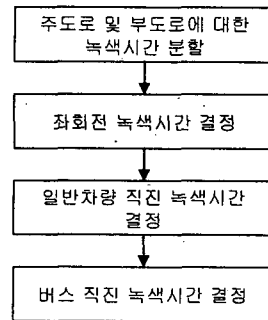 주도로 및 부도로에 대한
녹색시간 분할
좌회전 녹색시간 결정
일반차량 직진 녹색시간
결정
버스 직진 녹색시간 결정